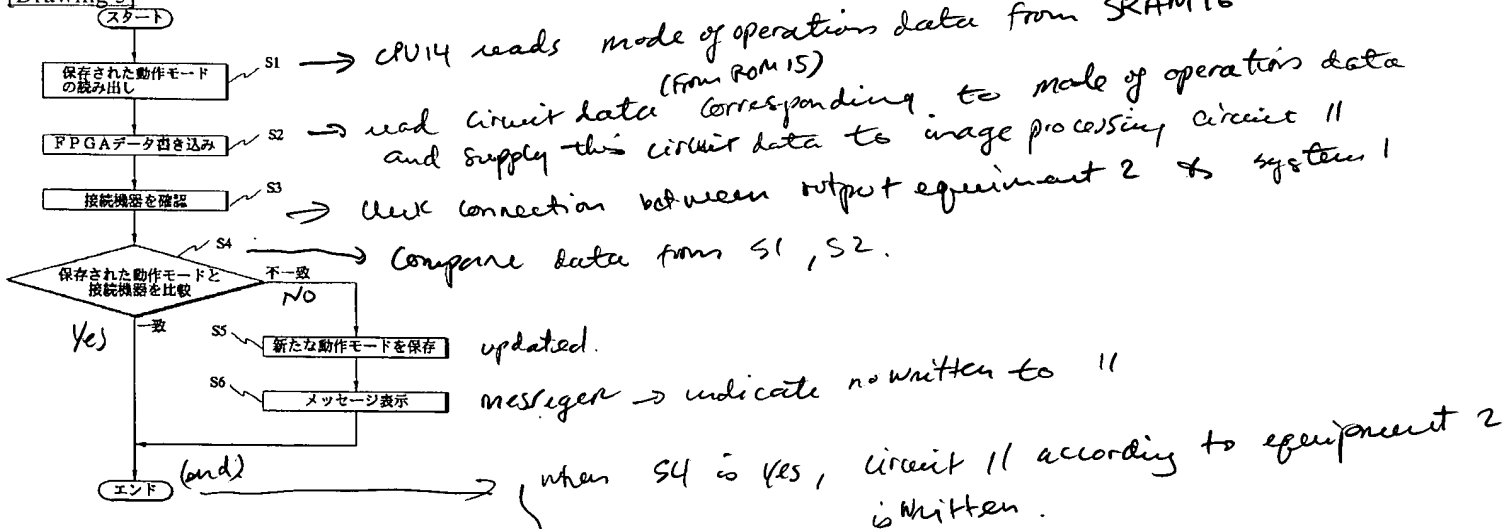 [Drawing 3]
スタート
保存された動作モード
の読み出し
S1
→ CPU14 reads mode of operations data from SRAM16
FPGAデータ書き込み
S2
→ read circuit data (from ROM15) corresponding to mode of operations data
and supply this circuit data to image processing circuit 11
接続機器を確認
S3
→ check connection between output equipment 2 & system 1
S4
保存された動作モードと
接続機器を比較
→ Compare data from S1, S2.
不一致
NO
一致
Yes
S5
新たな動作モードを保存
updated.
S6
メッセージ表示
→ indicate no written to 11
エンド
(end)
when S4 is yes, circuit 11 according to equipment 2
is written.